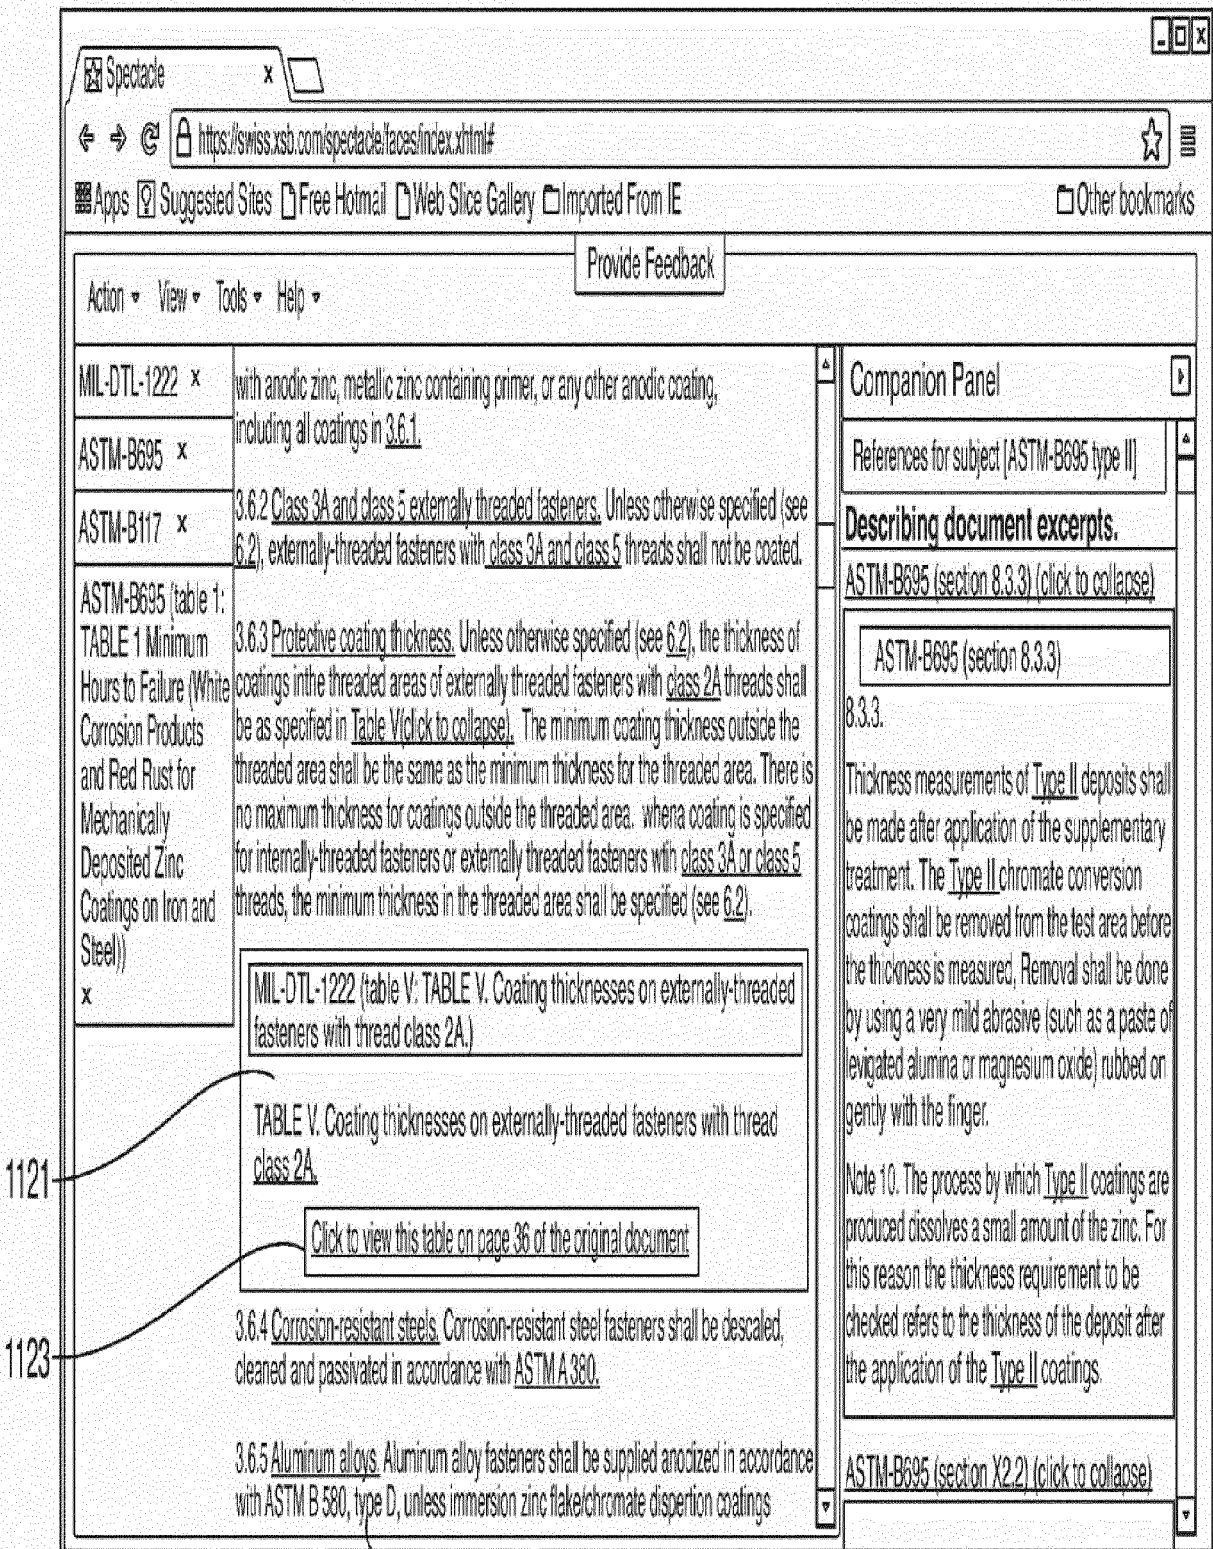 Spectacle x
https://swiss.xsb.com/spectacle/faces/index.xhtml#
Apps Suggested Sites Free Hotmail Web Slice Gallery Imported From IE Other bookmarks
Provide Feedback
Action View Tools Help
MIL-DTL-1222 x
ASTM-B695 x
ASTM-B117 x
ASTM-B695 (table 1:
TABLE 1 Minimum
Hours to Failure (White
Corrosion Products
and Red Rust for
Mechanically
Deposited Zinc
Coatings on Iron and
Steel))
x
with anodic zinc, metallic zinc containing primer, or any other anodic coating,
including all coatings in 3.6.1.
3.6.2 Class 3A and class 5 externally threaded fasteners. Unless otherwise specified (see
6.2), externally-threaded fasteners with class 3A and class 5 threads shall not be coated.
3.6.3 Protective coating thickness. Unless otherwise specified (see 6.2), the thickness of
coatings inthe threaded areas of externally threaded fasteners with class 2A threads shall
be as specified in Table V(click to collapse). The minimum coating thickness outside the
threaded area shall be the same as the minimum thickness for the threaded area. There is
no maximum thickness for coatings outside the threaded area. whena coating is specified
for internally-threaded fasteners or externally threaded fasteners wtih class 3A or class 5
threads, the minimum thickness in the threaded area shall be specified (see 6.2).
MIL-DTL-1222 (table V: TABLE V. Coating thicknesses on externally-threaded
fasteners with thread class 2A.)
TABLE V. Coating thicknesses on externally-threaded fasteners with thread
class 2A.
Click to view this table on page 36 of the original document
3.6.4 Corrosion-resistant steels. Corrosion-resistant steel fasteners shall be descaled,
cleaned and passivated in accordance with ASTM A 380.
3.6.5 Aluminum alloys. Aluminum alloy fasteners shall be supplied anodized in accordance
with ASTM B 580, type D, unless immersion zinc flake/chromate dispertion coatings
Companion Panel
References for subject [ASTM-B695 type II]
Describing document excerpts.
ASTM-B695 (section 8.3.3) (click to collapse)
ASTM-B695 (section 8.3.3)
8.3.3.
Thickness measurements of Type II deposits shall
be made after application of the supplementary
treatment. The Type II chromate conversion
coatings shall be removed from the test area before
the thickness is measured, Removal shall be done
by using a very mild abrasive (such as a paste of
levigated alumina or magnesium oxide) rubbed on
gently with the finger.
Note 10. The process by which Type II coatings are
produced dissolves a small amount of the zinc. For
this reason the thickness requirement to be
checked refers to the thickness of the deposit after
the application of the Type II coatings.
ASTM-B695 (section X2.2) (click to collapse)
1121
1123